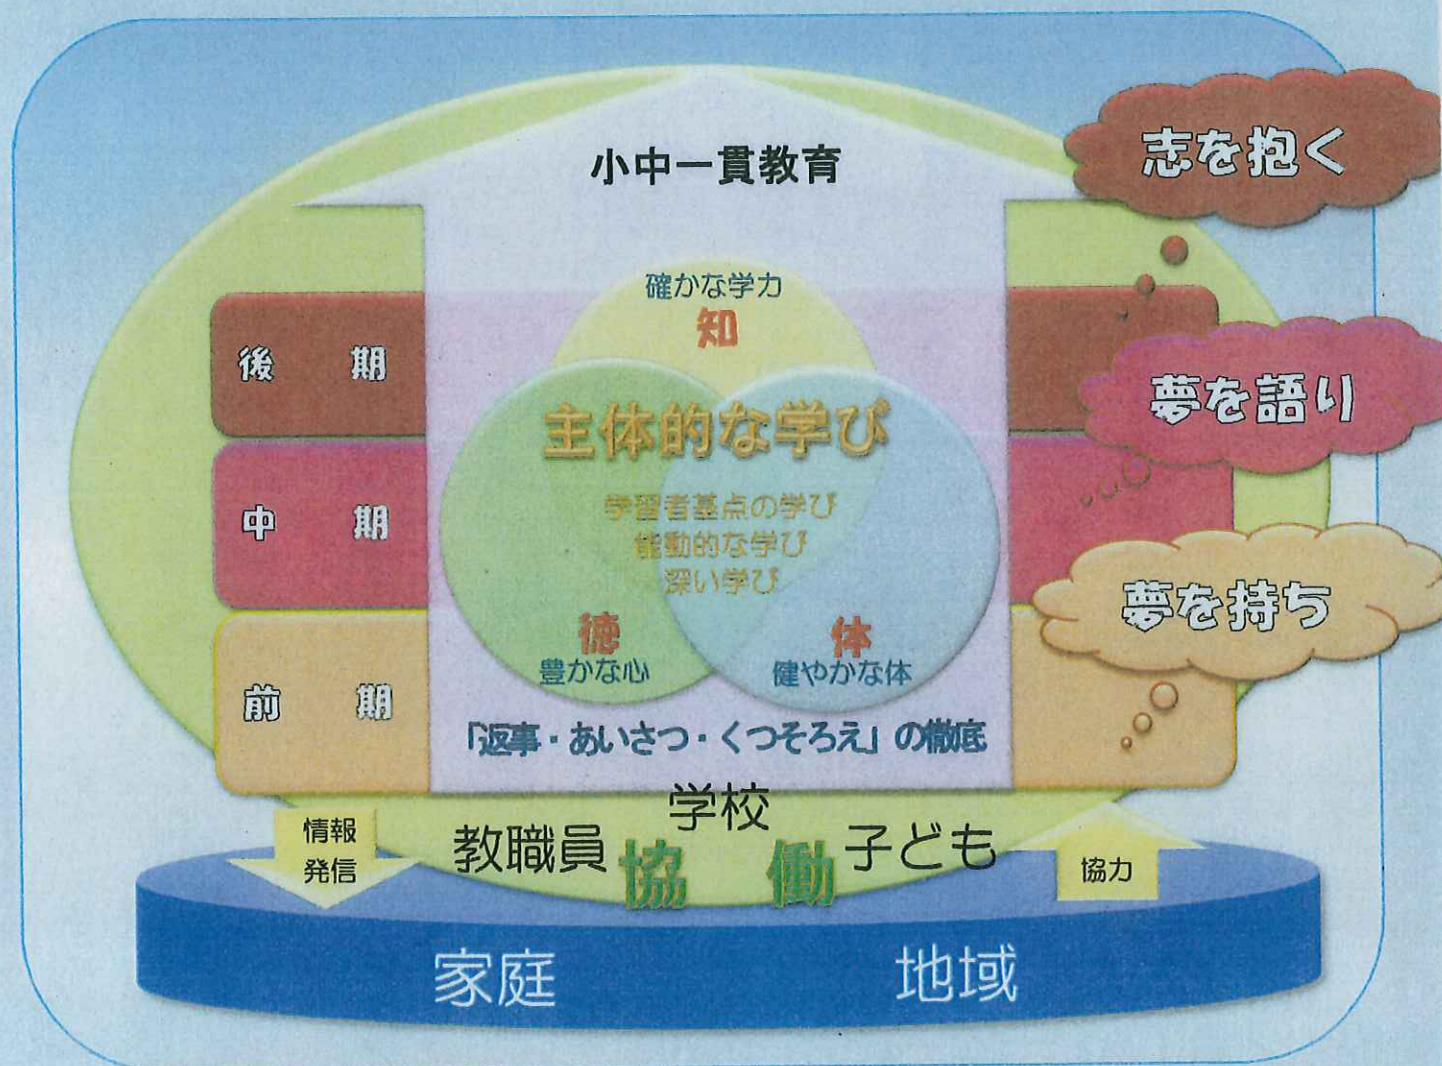 志を抱く
小中一貫教育
確かな学力
知
後期
夢を語り
主体的な学び
学習者基点の学び
能動的な学び
深い学び
中期
夢を持ち
徳
豊かな心
体
健やかな体
前期
「返事・あいさつ・くつそろえ」の徹底
学校
教職員
協働
子ども
情報
発信
協力
家庭
地域